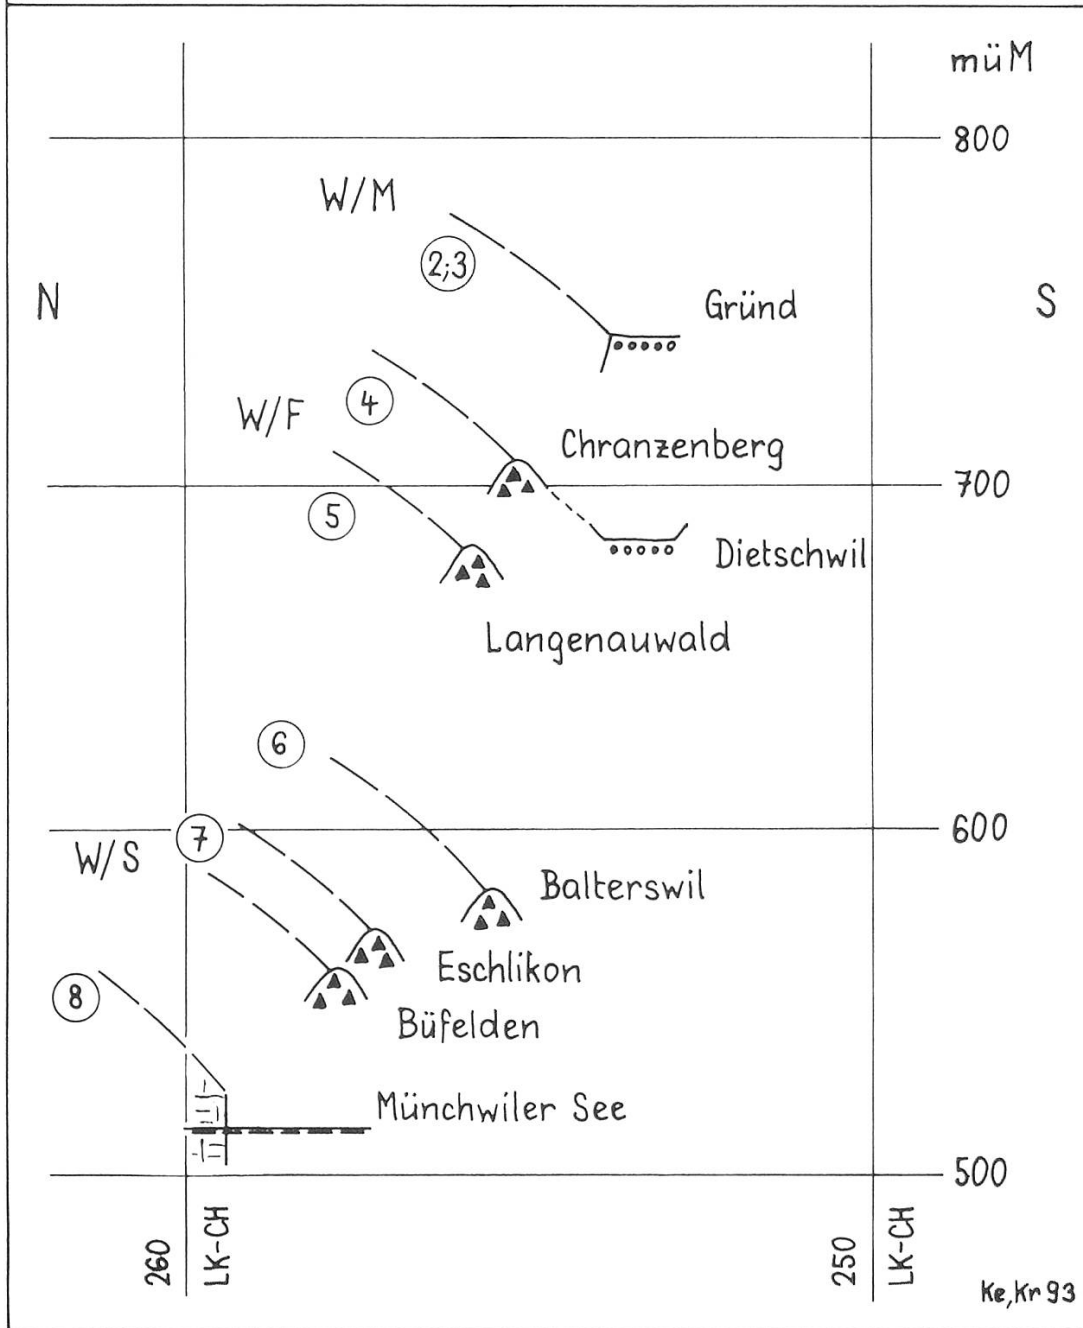 müM
800
W/M
2;3
N
Gründ
S
4
W/F
Chranzenberg
700
5
Dietschwil
Langenauwald
6
600
7
W/S
Balterswil
Eschlikon
8
Büfelden
Münchwiler See
500
260
LK-CH
250
LK-CH
Ke,Kr 93